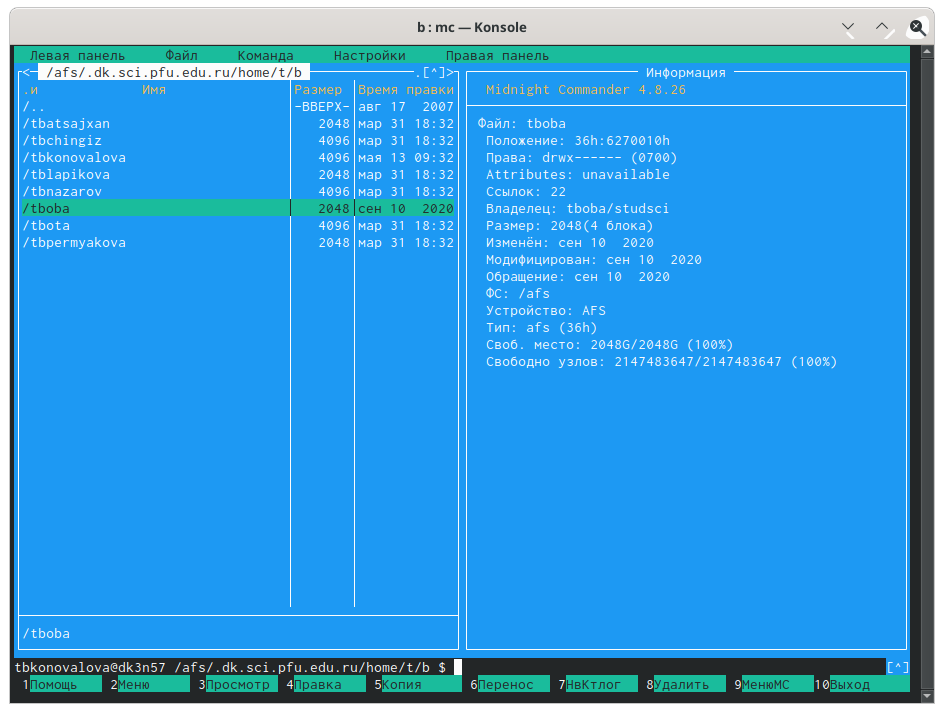 b : mc — Konsole
Левая панель Файл Команда Настройки Правая панель
<─ /afs/.dk.sci.pfu.edu.ru/home/t/b ─.[^]>
.и Имя Размер Время правки
/.. -ВВЕРХ- авг 17 2007
/tbatsajxan 2048 мар 31 18:32
/tbchingiz 4096 мар 31 18:32
/tbkonovalova 4096 мая 13 09:32
/tblapikova 2048 мар 31 18:32
/tbnazarov 4096 мар 31 18:32
/tboba 2048 сен 10 2020
/tbota 4096 мар 31 18:32
/tbpermyakova 2048 мар 31 18:32
/tboba
Информация
Midnight Commander 4.8.26
Файл: tboba
Положение: 36h:6270010h
Права: drwx------ (0700)
Attributes: unavailable
Ссылок: 22
Владелец: tboba/studsci
Размер: 2048(4 блока)
Изменён: сен 10 2020
Модифицирован: сен 10 2020
Обращение: сен 10 2020
ФС: /afs
Устройство: AFS
Тип: afs (36h)
Своб. место: 2048G/2048G (100%)
Свободно узлов: 2147483647/2147483647 (100%)
tbkonovalova@dk3n57 /afs/.dk.sci.pfu.edu.ru/home/t/b $ [^]
1Помощь 2Меню 3Просмотр 4Правка 5Копия 6Перенос 7НвКтлог 8Удалить 9МенюМС 10Выход